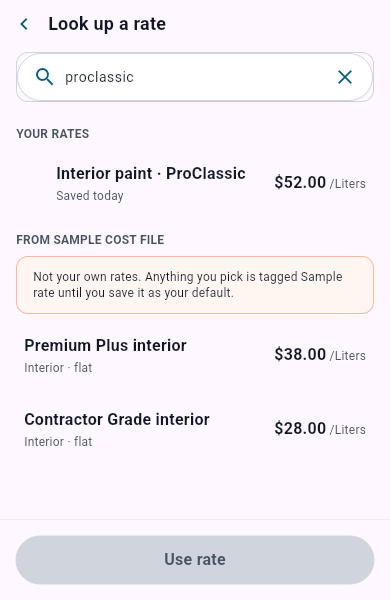 Look up a rate
proclassic
YOUR RATES
Interior paint · ProClassic
$52.00 /Liters
Saved today
FROM SAMPLE COST FILE
Not your own rates. Anything you pick is tagged Sample
rate until you save it as your default.
Premium Plus interior
$38.00 /Liters
Interior · flat
Contractor Grade interior
$28.00 /Liters
Interior · flat
Use rate